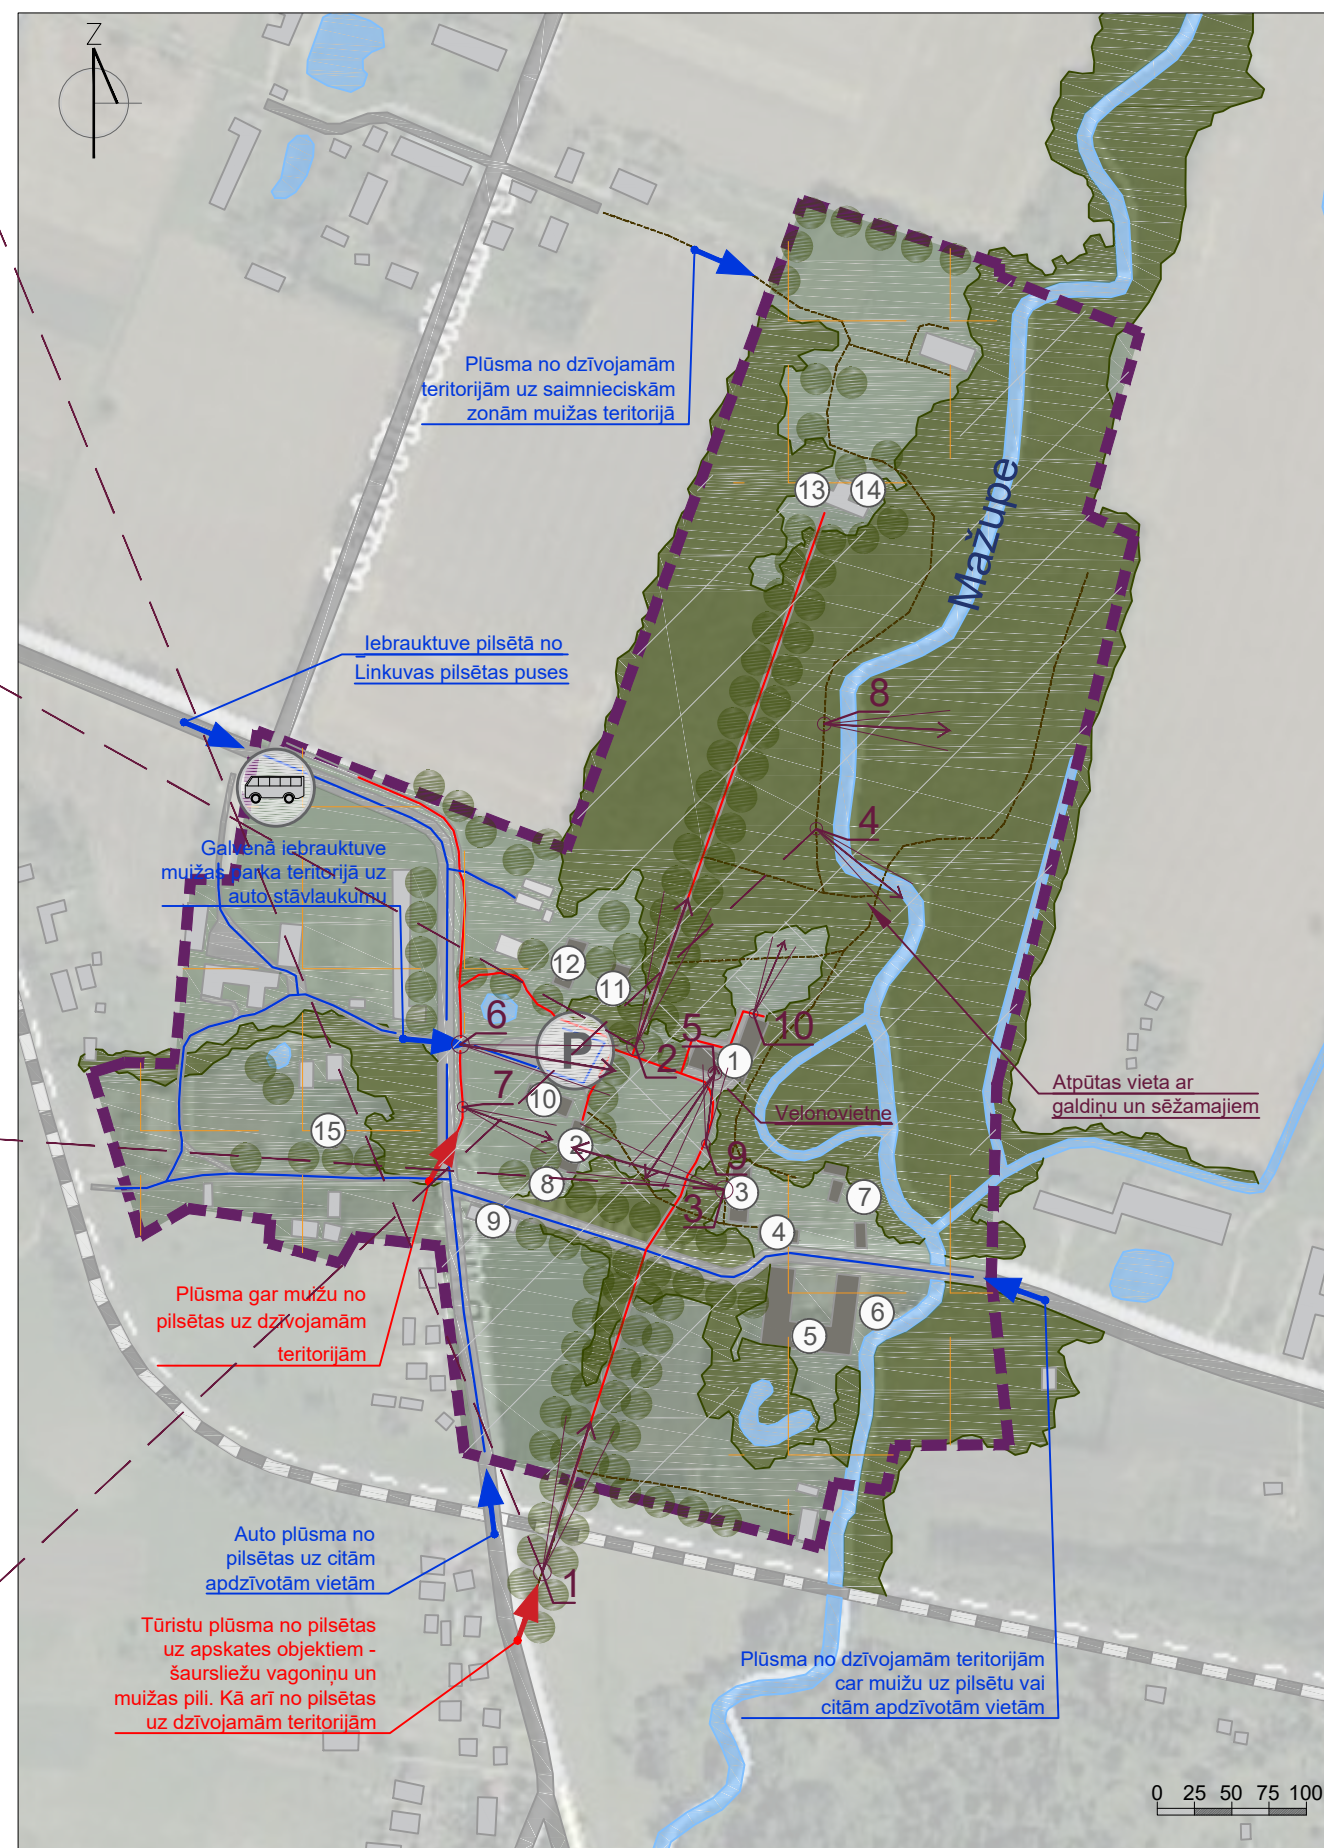 Z
Plūsma no dzīvojamām
teritorijām uz saimnieciskām
zonām muižas teritorijā
13
14
Mažupe
Iebrauktuve pilsētā no
Linkuvas pilsētas puses
8
4
Galvenā iebrauktuve
muižas parka teritorijā uz
auto stāvlaukumu
12
11
6
P
5
2
1
10
7
10
Velonovietne
Atpūtas vieta ar
galdiņu un sēžamajiem
15
2
9
8
3
3
7
9
4
Plūsma gar muižu no
pilsētas uz dzīvojamām
teritorijām
6
5
Auto plūsma no
pilsētas uz citām
apdzīvotām vietām
1
Tūristu plūsma no pilsētas
uz apskates objektiem -
šaursliežu vagoniņu un
muižas pili. Kā arī no pilsētas
uz dzīvojamām teritorijām
Plūsma no dzīvojamām teritorijām
car muižu uz pilsētu vai
citām apdzīvotām vietām
0 25 50 75 100